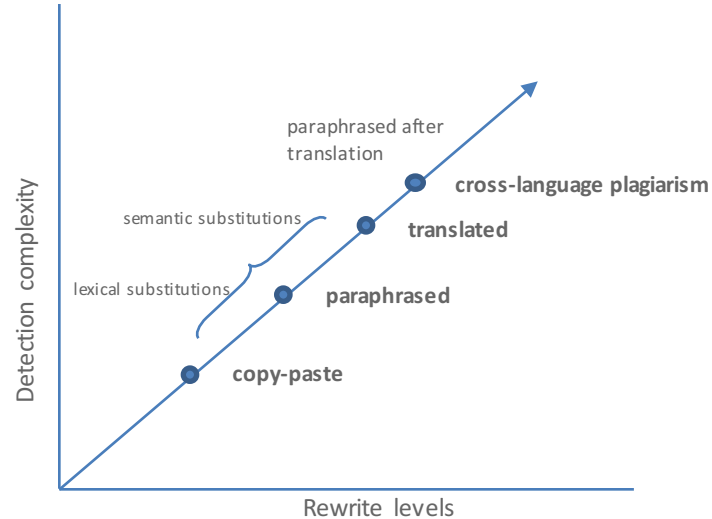 paraphrased after
translation
cross-language plagiarism
semantic substitutions
translated
lexical substitutions
paraphrased
copy-paste
Detection complexity
Rewrite levels